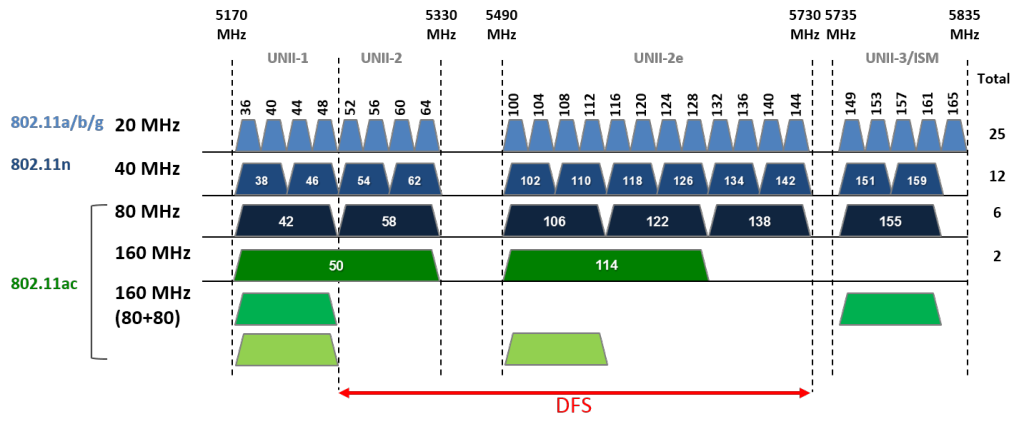 5170 5330 5490 5730 5735 5835
MHz MHz MHz MHz MHz MHz
UNII-1 UNII-2 UNII-2e UNII-3/ISM
Total
36 40 44 48 52 56 60 64 100 104 108 112 116 120 124 128 132 136 140 144 149 153 157 161 165
802.11a/b/g 20 MHz 25
802.11n 40 MHz 38 46 54 62 102 110 118 126 134 142 151 159 12
80 MHz 42 58 106 122 138 155 6
160 MHz 50 114 2
802.11ac
160 MHz
(80+80)
DFS